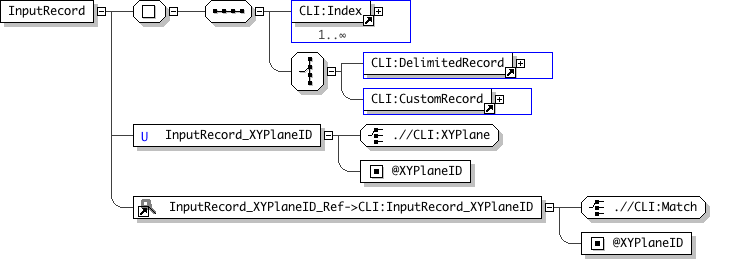 InputRecord
CLI:Index
1..∞
CLI:DelimitedRecord
CLI:CustomRecord
U InputRecord_XYPlaneID
.//CLI:XYPlane
@XYPlaneID
InputRecord_XYPlaneID_Ref->CLI:InputRecord_XYPlaneID
.//CLI:Match
@XYPlaneID